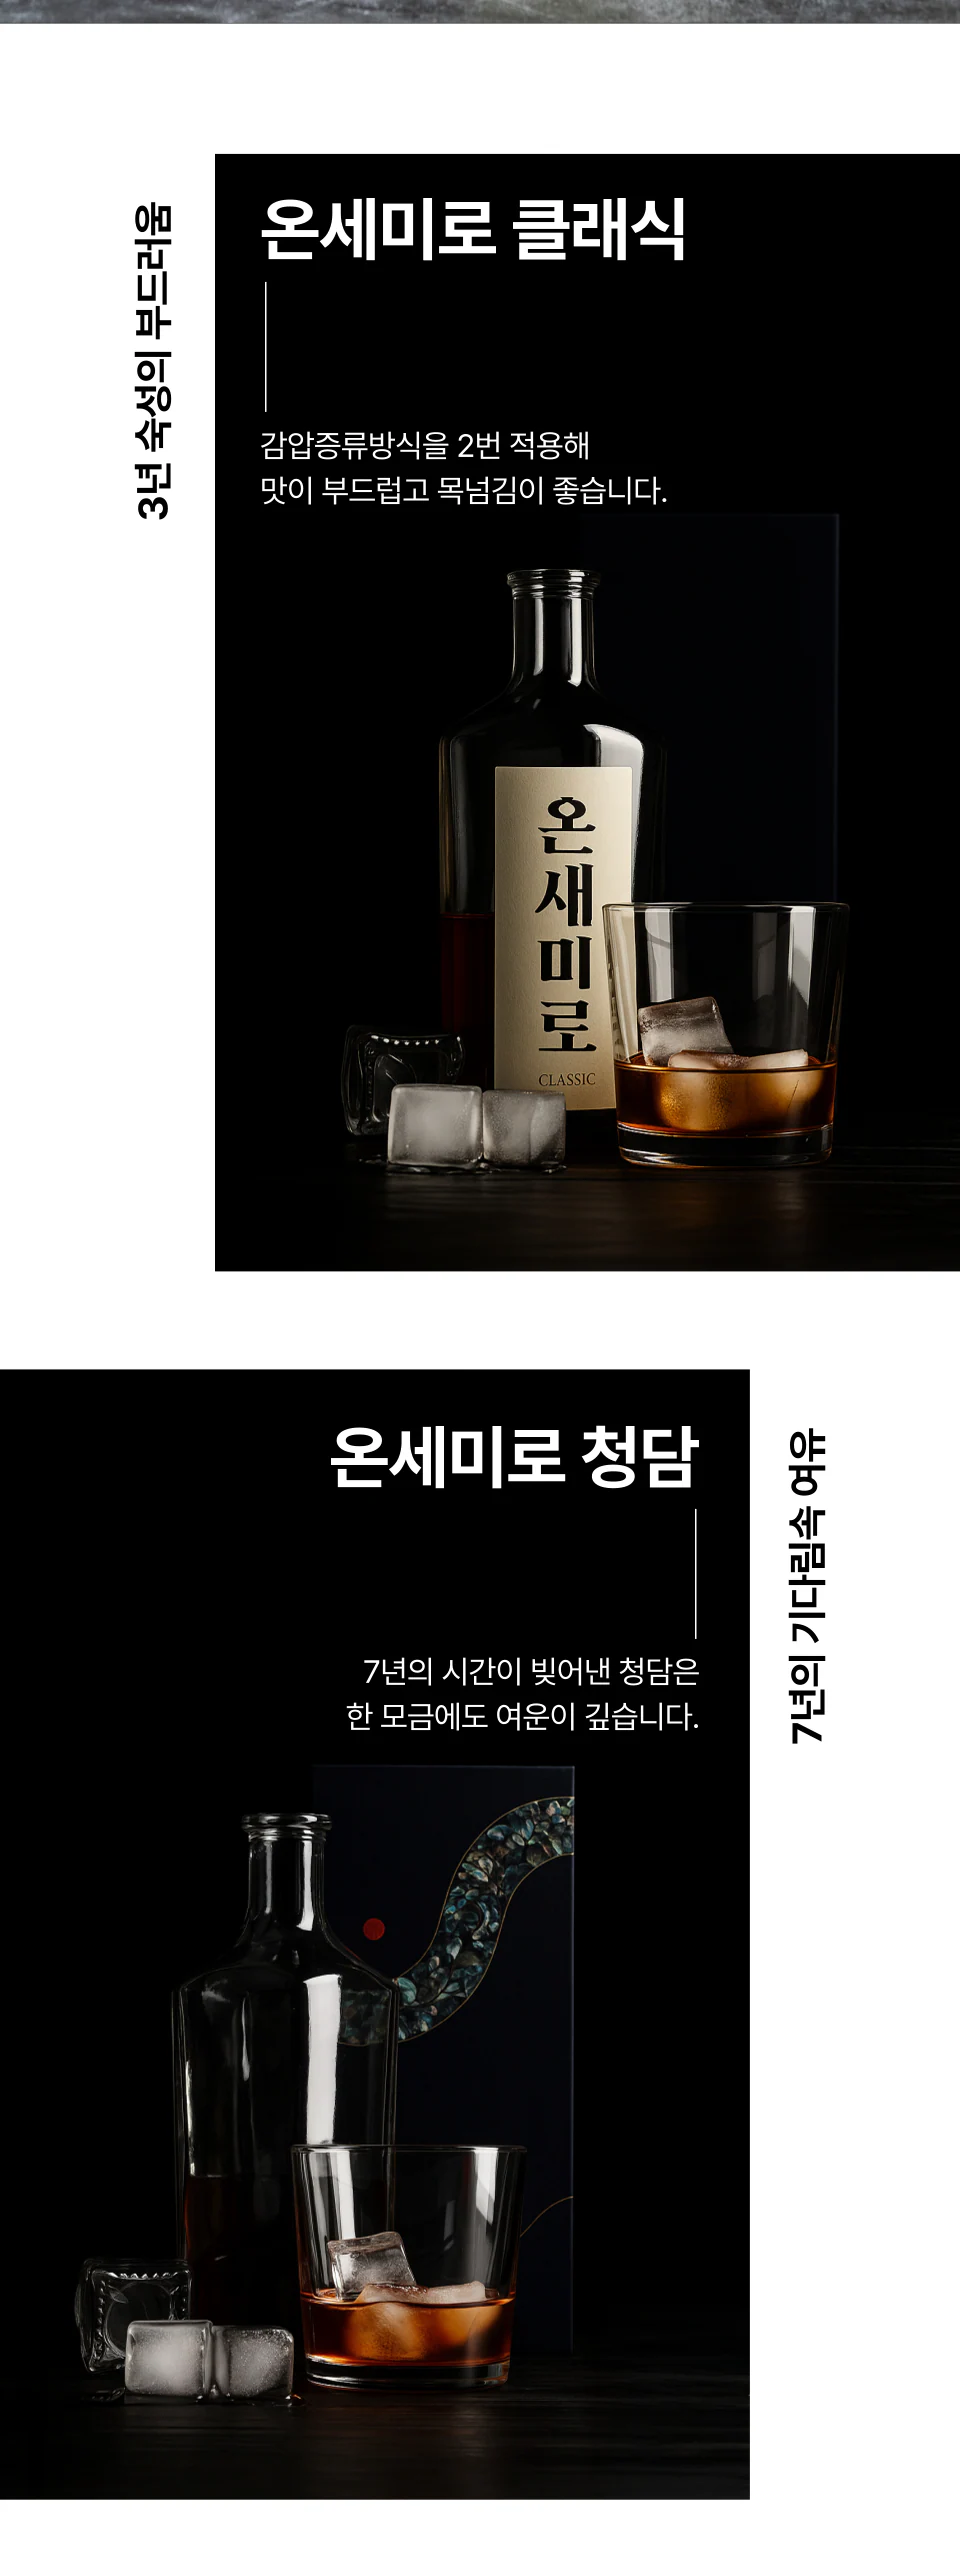 3년 숙성의 부드러움
온세미로 클래식
감압증류방식을 2번 적용해
맛이 부드럽고 목넘김이 좋습니다.
온
새
미
로
CLASSIC
온세미로 청담
7년의 기다림속 여유
7년의 시간이 빚어낸 청담은
한 모금에도 여운이 깊습니다.